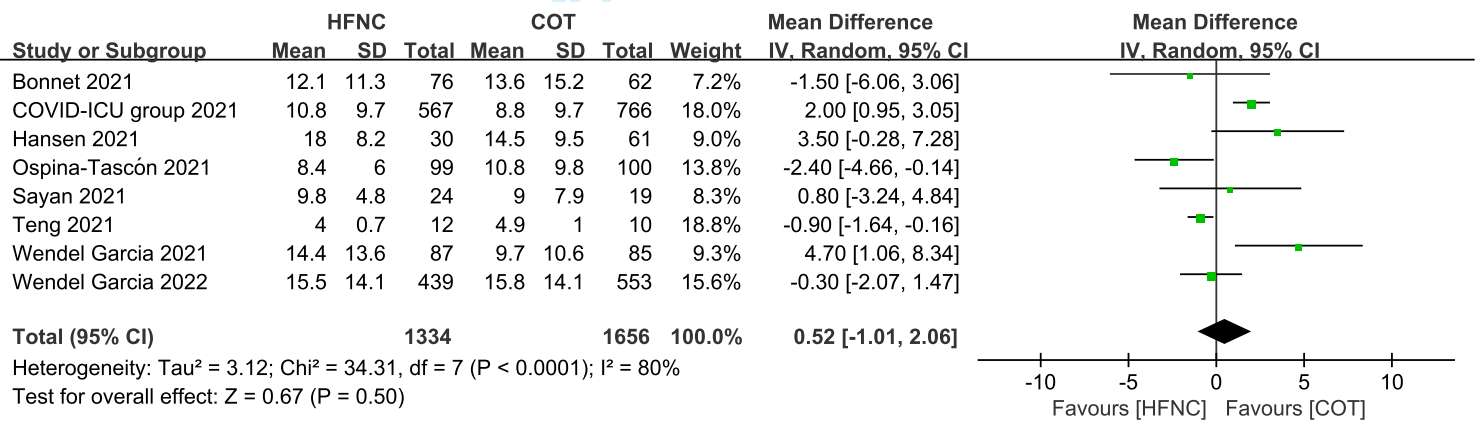 HFNC COT Mean Difference Mean Difference
Study or Subgroup Mean SD Total Mean SD Total Weight IV, Random, 95% CI IV, Random, 95% CI
Bonnet 2021 12.1 11.3 76 13.6 15.2 62 7.2% -1.50 [-6.06, 3.06]
COVID-ICU group 2021 10.8 9.7 567 8.8 9.7 766 18.0% 2.00 [0.95, 3.05]
Hansen 2021 18 8.2 30 14.5 9.5 61 9.0% 3.50 [-0.28, 7.28]
Ospina-Tascón 2021 8.4 6 99 10.8 9.8 100 13.8% -2.40 [-4.66, -0.14]
Sayan 2021 9.8 4.8 24 9 7.9 19 8.3% 0.80 [-3.24, 4.84]
Teng 2021 4 0.7 12 4.9 1 10 18.8% -0.90 [-1.64, -0.16]
Wendel Garcia 2021 14.4 13.6 87 9.7 10.6 85 9.3% 4.70 [1.06, 8.34]
Wendel Garcia 2022 15.5 14.1 439 15.8 14.1 553 15.6% -0.30 [-2.07, 1.47]
Total (95% CI) 1334 1656 100.0% 0.52 [-1.01, 2.06]
Heterogeneity: Tau² = 3.12; Chi² = 34.31, df = 7 (P < 0.0001); I² = 80%
Test for overall effect: Z = 0.67 (P = 0.50)
-10 -5 0 5 10
Favours [HFNC] Favours [COT]